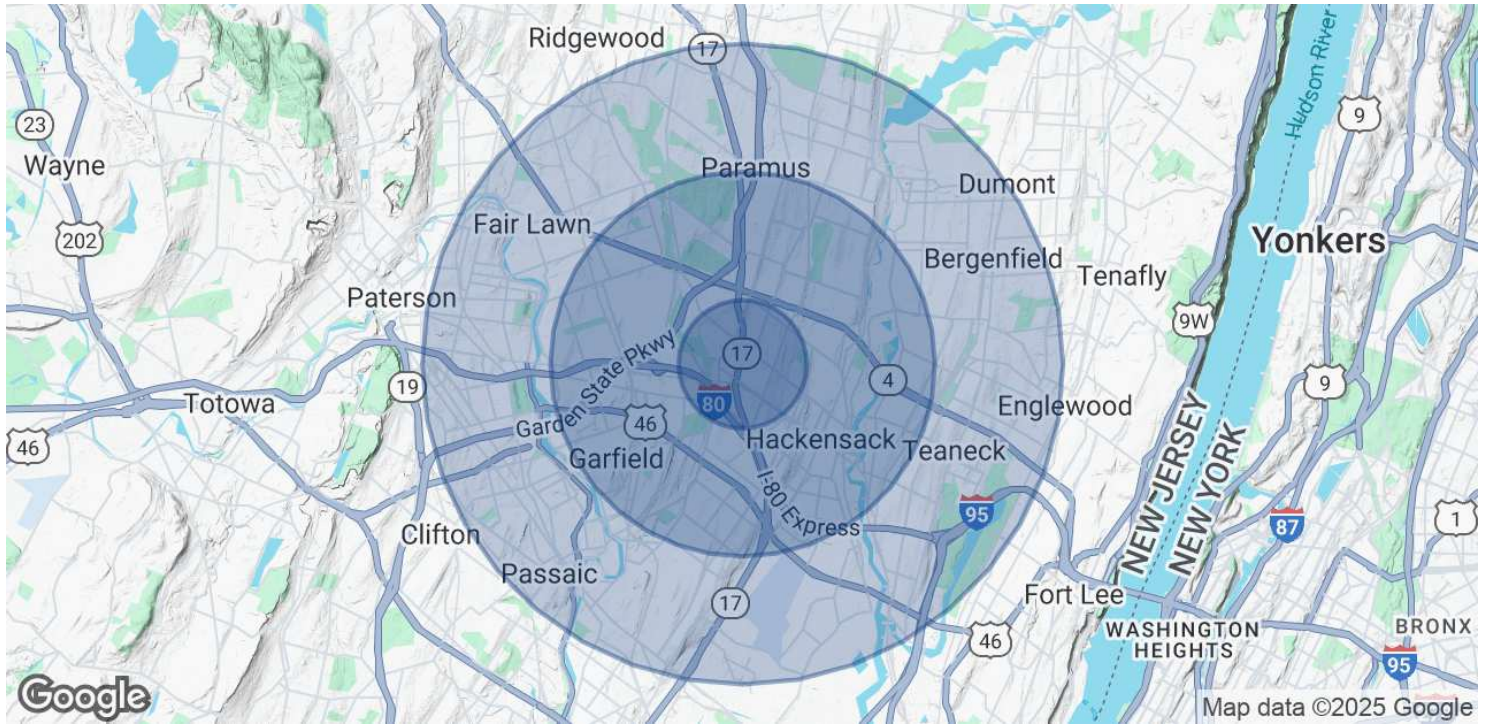 Ridgewood
17
Hudson River
9
23
Wayne
Paramus
Dumont
Fair Lawn
202
Yonkers
Bergenfield
Tenafly
Paterson
9W
17
Garden State Pkwy
4
19
80
9
Totowa
Englewood
46
46
Hackensack
Teaneck
Garfield
NEW JERSEY
NEW YORK
I-80 Express
95
87
1
Clifton
Passaic
17
Fort Lee
46
WASHINGTON
HEIGHTS
BRONX
95
Google
Map data ©2025 Google